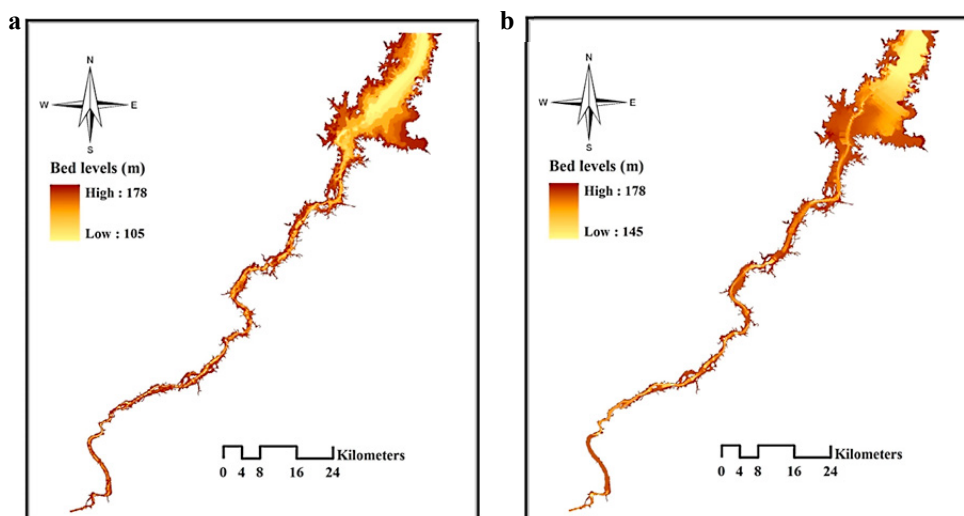 a
N
W E
S
Bed levels (m)
High : 178
Low : 105
Kilometers
0 4 8 16 24
b
N
W E
S
Bed levels (m)
High : 178
Low : 145
Kilometers
0 4 8 16 24